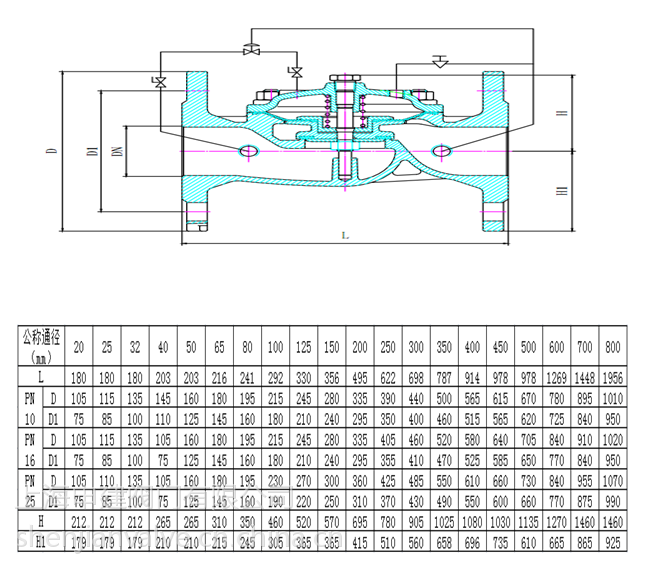 D
D1
DN
H
H1
L
公称通径 20 25 32 40 50 65 80 100 125 150 200 250 300 350 400 450 500 600 700 800
(mm)
L 180 180 180 203 203 216 241 292 330 356 495 622 698 787 914 978 978 1269 1448 1956
PN D 105 115 135 145 160 180 195 215 245 280 335 390 440 500 565 615 670 780 895 1010
10 D1 75 85 100 110 125 145 160 180 210 240 295 350 400 460 515 565 620 725 840 950
PN D 105 115 135 105 160 180 195 215 245 280 335 405 460 520 580 640 705 840 910 1020
16 D1 75 85 100 75 125 145 160 180 210 240 295 355 410 470 525 585 650 770 840 950
PN D 105 110 135 105 160 180 195 230 270 300 360 425 485 550 610 660 730 840 955 1070
25 D1 75 85 100 75 125 145 160 190 220 250 310 370 430 490 550 600 660 770 875 990
H 212 212 212 265 265 310 350 460 520 570 695 780 905 1025 1080 1030 1135 1270 1460 1460
H1 179 179 179 210 210 215 245 305 365 365 415 510 560 658 696 735 610 665 865 925